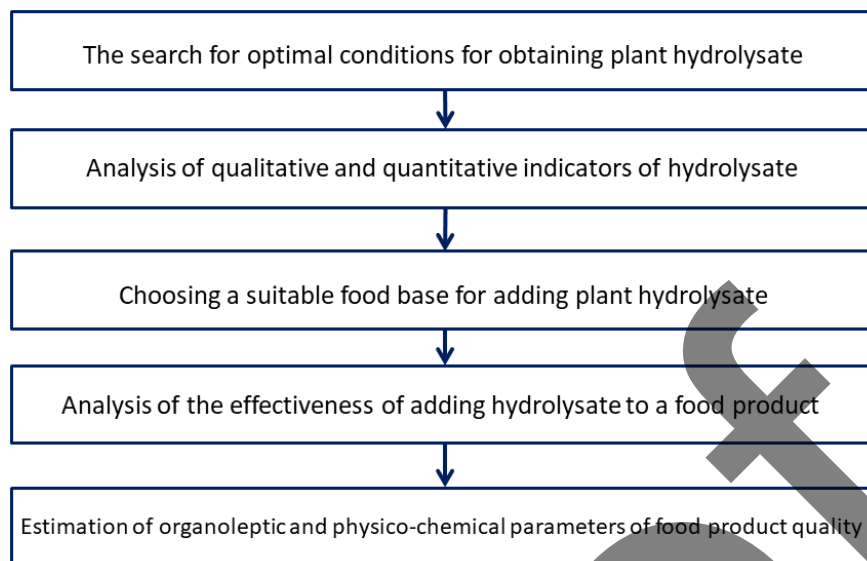 The search for optimal conditions for obtaining plant hydrolysate
Analysis of qualitative and quantitative indicators of hydrolysate
Choosing a suitable food base for adding plant hydrolysate
Analysis of the effectiveness of adding hydrolysate to a food product
Estimation of organoleptic and physico-chemical parameters of food product quality